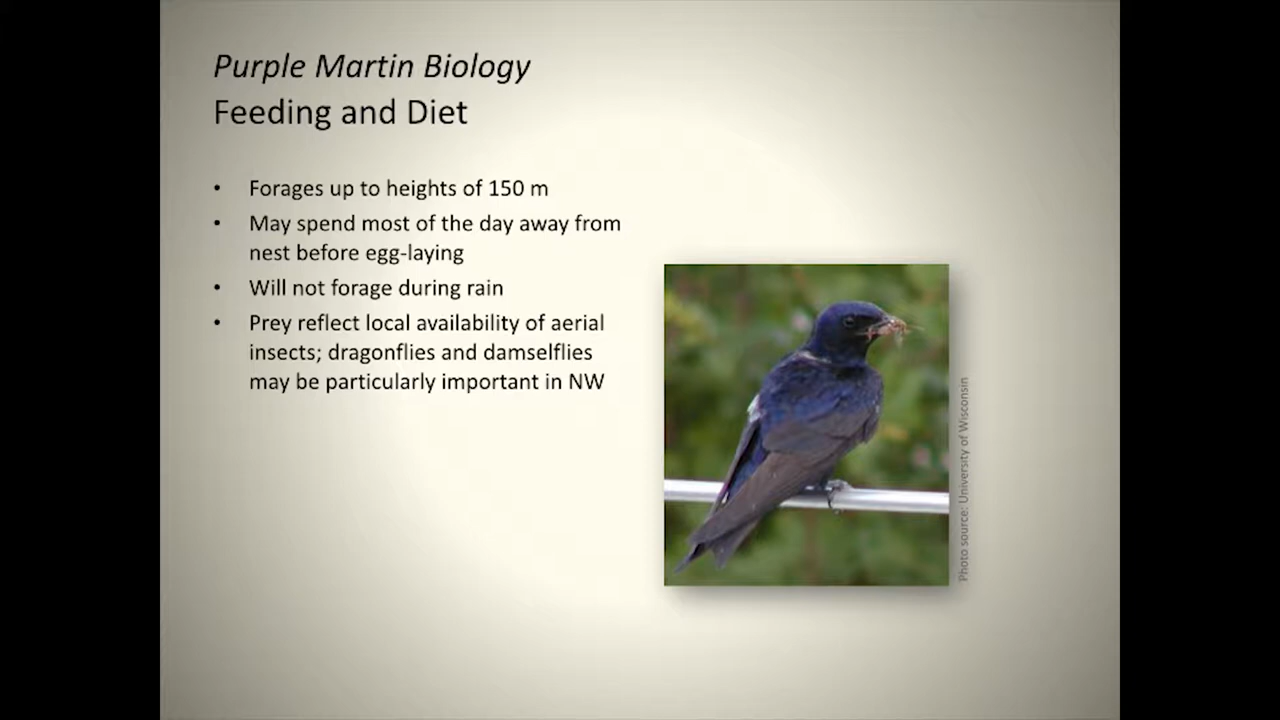 Purple Martin Biology
Feeding and Diet
• Forages up to heights of 150 m
• May spend most of the day away from
nest before egg-laying
• Will not forage during rain
• Prey reflect local availability of aerial
insects; dragonflies and damselflies
may be particularly important in NW
Photo source: University of Wisconsin